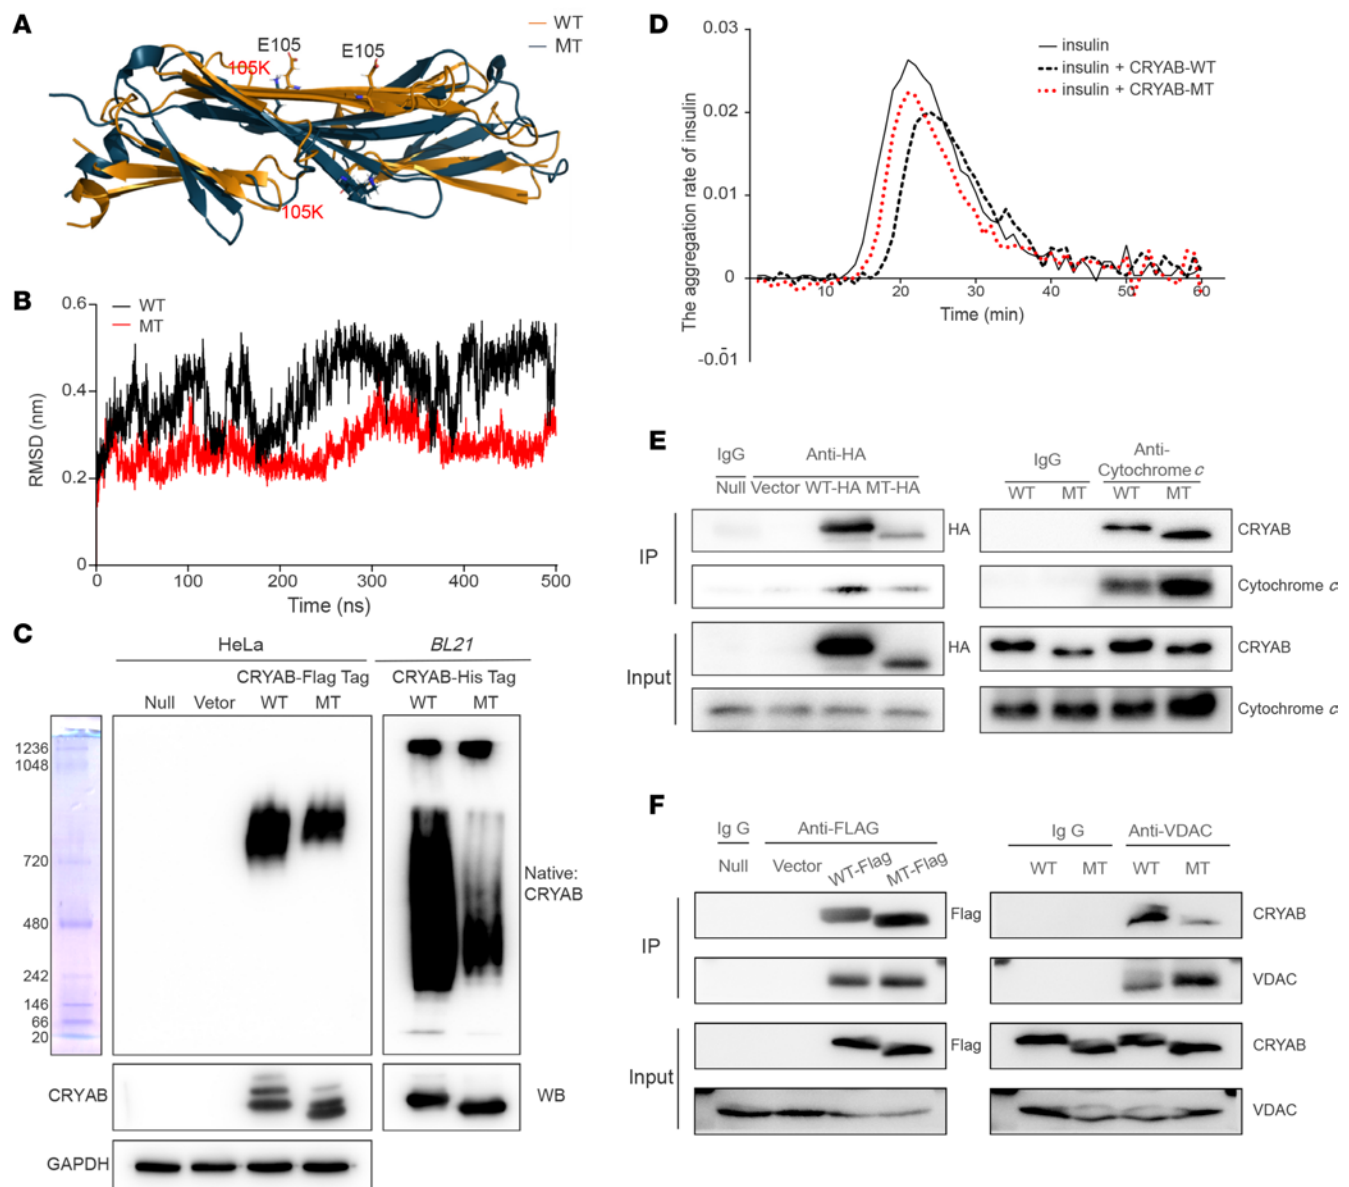 A
WT
MT
E105
E105
105K
105K
B
0.6
WT
MT
0.4
RMSD (nm)
0.2
0
0 100 200 300 400 500
Time (ns)
C
HeLa
BL21
CRYAB-Flag Tag
CRYAB-His Tag
Null Vetor WT MT
WT MT
1236
1048
720
480
242
146
66
20
Native:
CRYAB
CRYAB
WB
GAPDH
D
0.03
insulin
insulin + CRYAB-WT
insulin + CRYAB-MT
0.02
The aggregation rate of insulin
0.01
0
10 20 30 40 50 60
Time (min)
-0.01
E
IgG Anti-HA
Null Vector WT-HA MT-HA
IgG Anti-
Cytochrome c
WT MT WT MT
IP
HA
CRYAB
Cytochrome c
Input
HA
CRYAB
Cytochrome c
F
Ig G Anti-FLAG
Null Vector WT-Flag MT-Flag
Ig G Anti-VDAC
WT MT WT MT
IP
Flag
CRYAB
VDAC
Input
Flag
CRYAB
VDAC